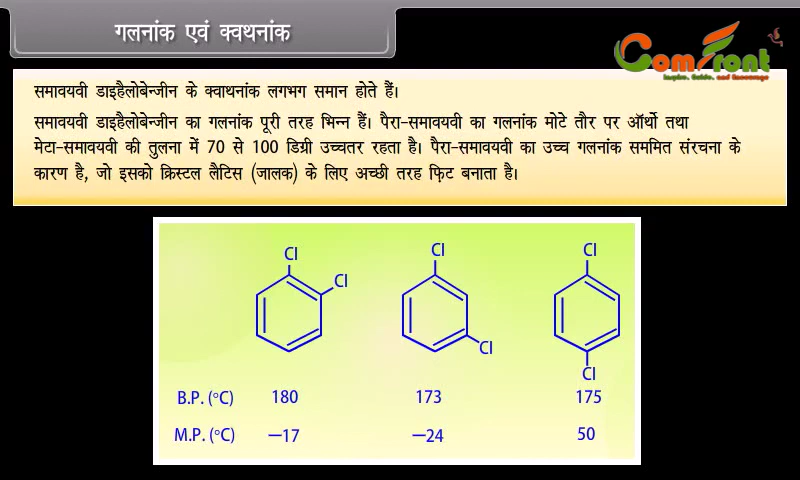 गलनांक एवं क्वथनांक
ComFront
Inspire, Guide, and Encourage
समावयवी डाइहैलोबेन्जीन के क्वाथनांक लगभग समान होते हैं।
समावयवी डाइहैलोबेन्जीन का गलनांक पूरी तरह भिन्न हैं। पैरा-समावयवी का गलनांक मोटे तौर पर ऑर्थो तथा
मेटा-समावयवी की तुलना में 70 से 100 डिग्री उच्चतर रहता है। पैरा-समावयवी का उच्च गलनांक सममित संरचना के
कारण है, जो इसको क्रिस्टल लैटिस (जालक) के लिए अच्छी तरह फ़िट बनाता है।
Cl Cl Cl
Cl
Cl
Cl
B.P. (°C) 180 173 175
M.P. (°C) –17 –24 50